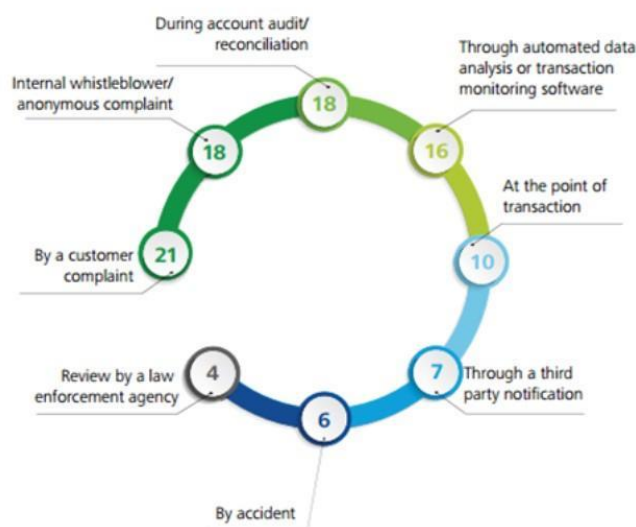 During account audit/
reconciliation
Through automated data
analysis or transaction
monitoring software
Internal whistleblower/
anonymous complaint
18
18
16
At the point of
transaction
By a customer
complaint
21
10
Review by a law
enforcement agency
4
7
Through a third
party notification
6
By accident